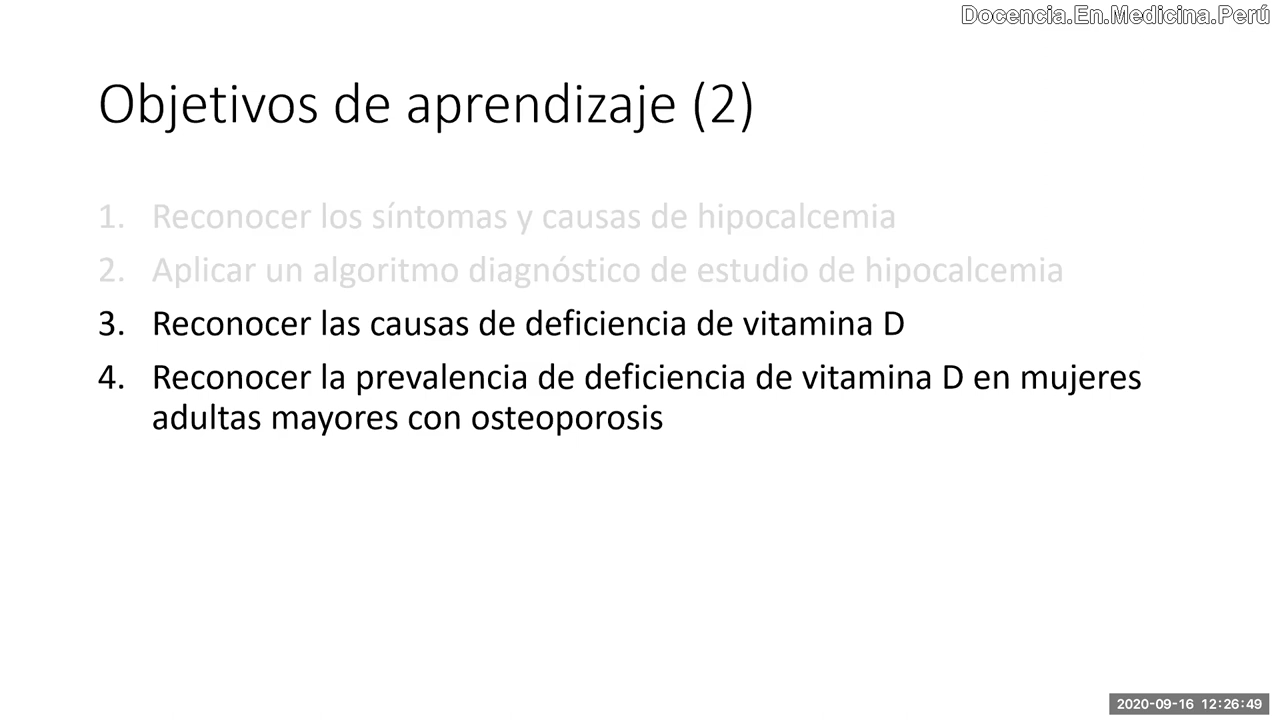 Docencia.En.Medicina.Perú
Objetivos de aprendizaje (2)
1. Reconocer los síntomas y causas de hipocalcemia
2. Aplicar un algoritmo diagnóstico de estudio de hipocalcemia
3. Reconocer las causas de deficiencia de vitamina D
4. Reconocer la prevalencia de deficiencia de vitamina D en mujeres
adultas mayores con osteoporosis
2020-09-16 12:26:49